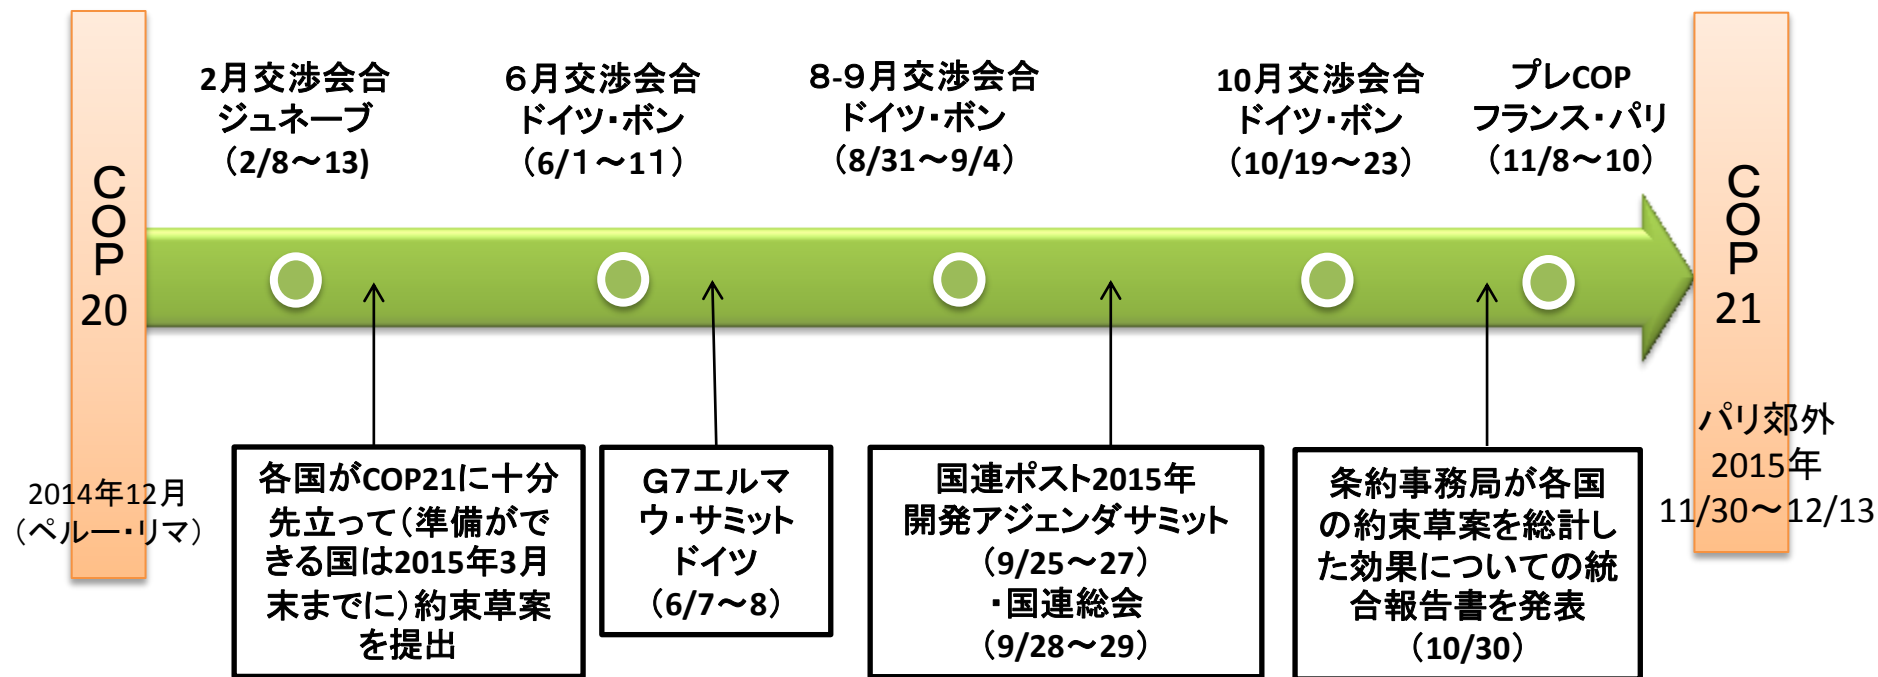 COP
20
2014年12月
（ペルー・リマ）
2月交渉会合
ジュネーブ
（2/8～13)
６月交渉会合
ドイツ・ボン
（6/１～1１）
８-９月交渉会合
ドイツ・ボン
（8/31～9/4）
10月交渉会合
ドイツ・ボン
（10/19～23）
プレCOP
フランス・パリ
（11/8～10）
COP
21
パリ郊外
2015年
11/30～12/13
各国がCOP21に十分
先立って（準備がで
きる国は2015年3月
末までに）約束草案
を提出
Ｇ７エルマ
ウ・サミット
ドイツ
（6/7～8）
国連ポスト2015年
開発アジェンダサミット
（9/25～27）
・国連総会
（9/28～29）
条約事務局が各国
の約束草案を総計し
た効果についての統
合報告書を発表
（10/30）